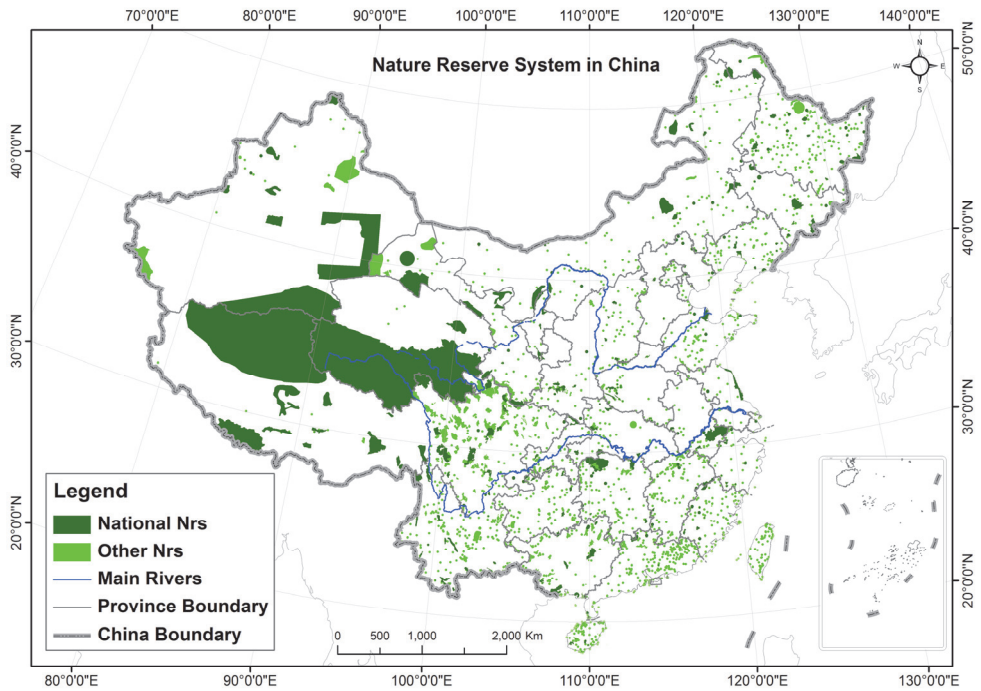 70°0'0"E 80°0'0"E 90°0'0"E 100°0'0"E 110°0'0"E 120°0'0"E 140°0'0"E
Nature Reserve System in China
N
W E
S
50°0'0"N
40°0'0"N
40°0'0"N
30°0'0"N
30°0'0"N
20°0'0"N
20°0'0"N
Legend
National Nrs
Other Nrs
Main Rivers
Province Boundary
China Boundary
0 500 1,000 2,000 Km
80°0'0"E 90°0'0"E 100°0'0"E 110°0'0"E 120°0'0"E 130°0'0"E